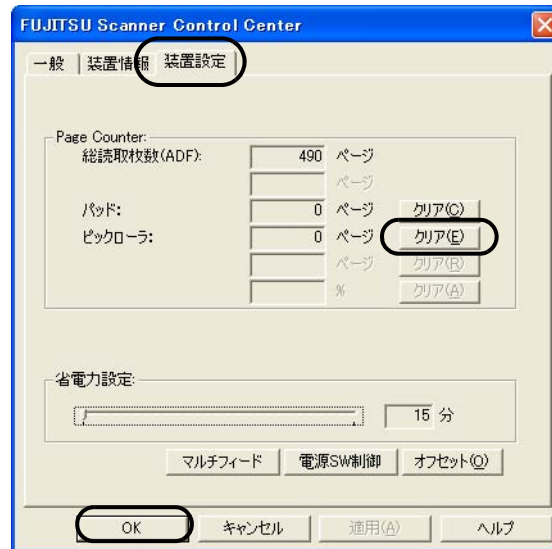 FUJITSU Scanner Control Center
一般 装置情報 装置設定
Page Counter:
総読取枚数(ADF): 490 ページ
ページ
パッド: 0 ページ クリア(C)
ピックローラ: 0 ページ クリア(E)
ページ クリア(R)
% クリア(A)
省電力設定:
15 分
マルチフィード 電源SW制御 オフセット(O)
OK キャンセル 適用(A) ヘルプ